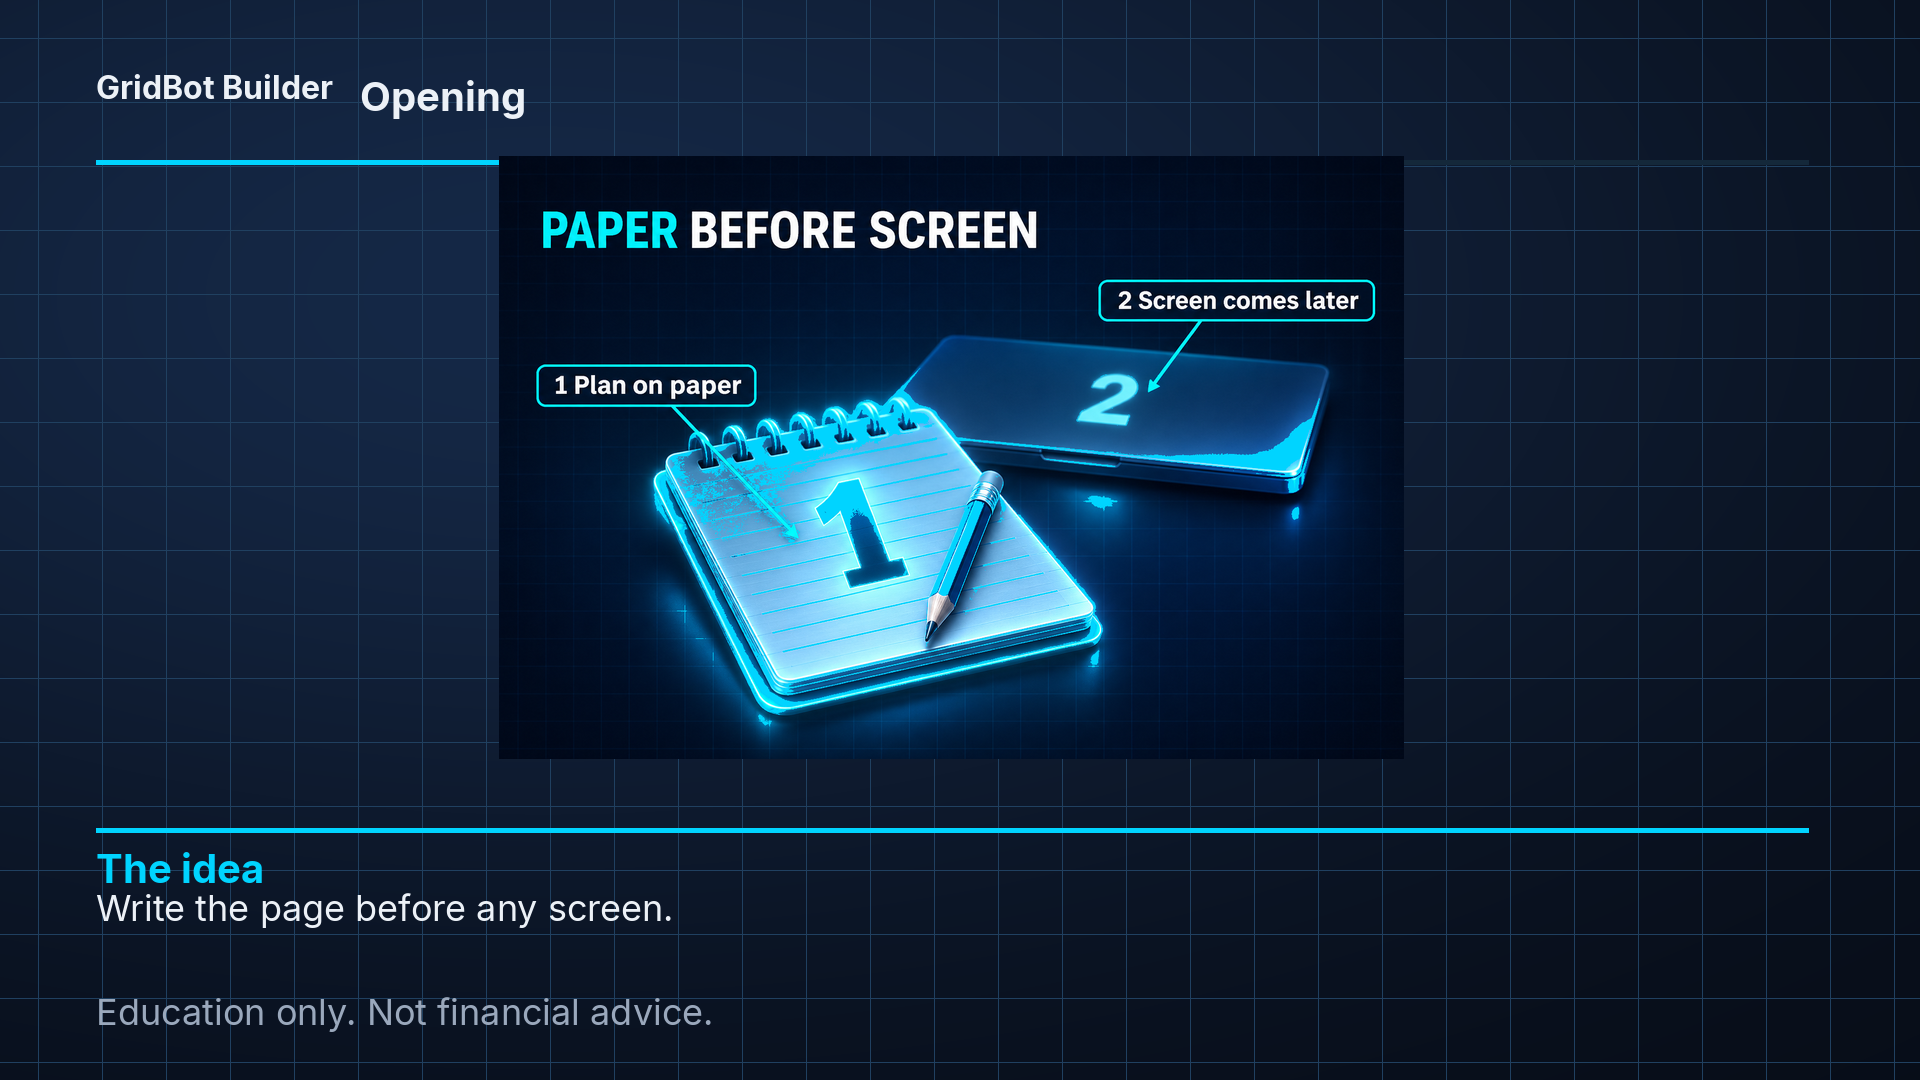 GridBot Builder
Opening
PAPER BEFORE SCREEN
2 Screen comes later
1 Plan on paper
2
1
The idea
Write the page before any screen.
Education only. Not financial advice.